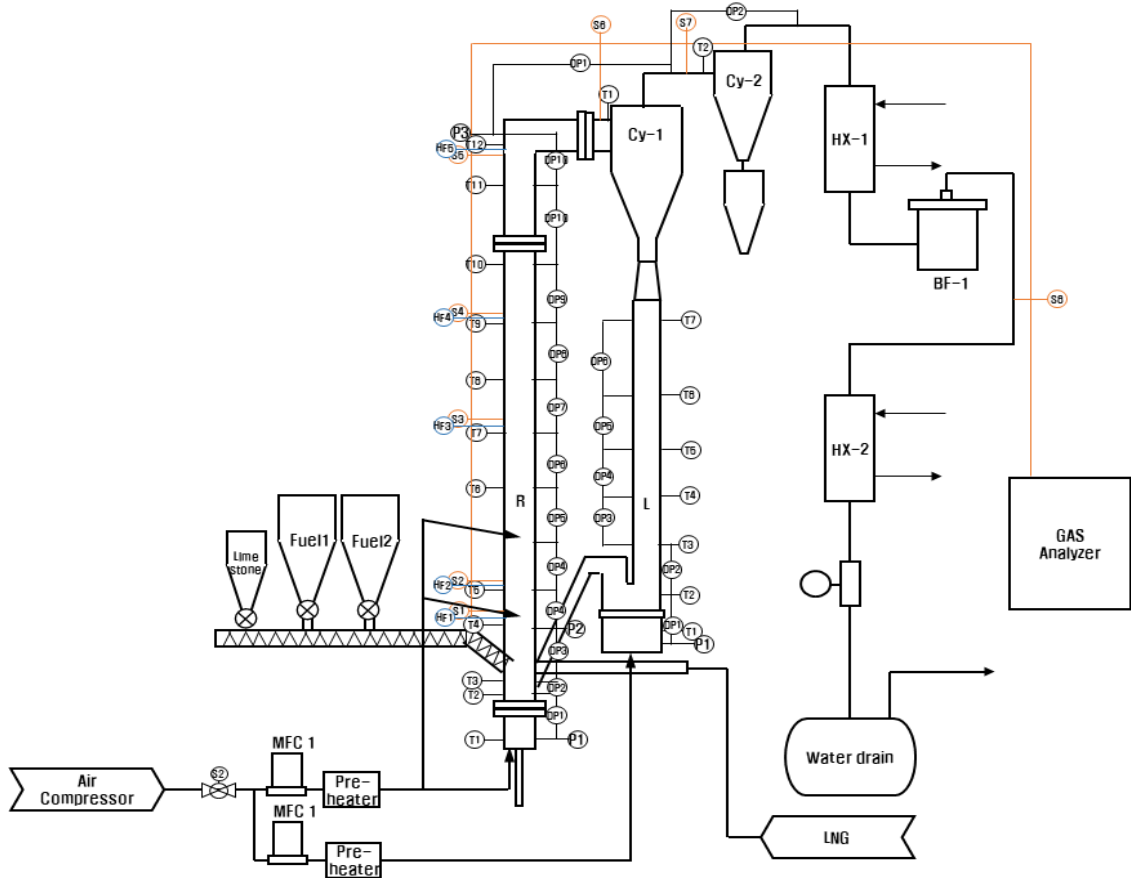 DP2
S6
S7
T2
DP1
Cy-2
T1
HX-1
Cy-1
P3
T12
HF5
S5
T11
T10
BF-1
DP9
S8
S4
HF4
T9
T7
DP8
DP6
T8
DP7
S3
HF3
T7
DP5
T5
HX-2
DP6
DP4
T6
R
L
T4
Fuel1
Fuel2
DP5
DP3
GAS
Analyzer
Lime
stone
T3
DP4
DP2
S2
HF2
T5
T2
S1
DP4
HF1
T4
P2
DP1
T1
P1
DP3
T3
DP2
T2
DP1
T1
P1
MFC 1
Water drain
S2
Air
Compressor
Pre-
heater
MFC 1
LNG
Pre-
heater